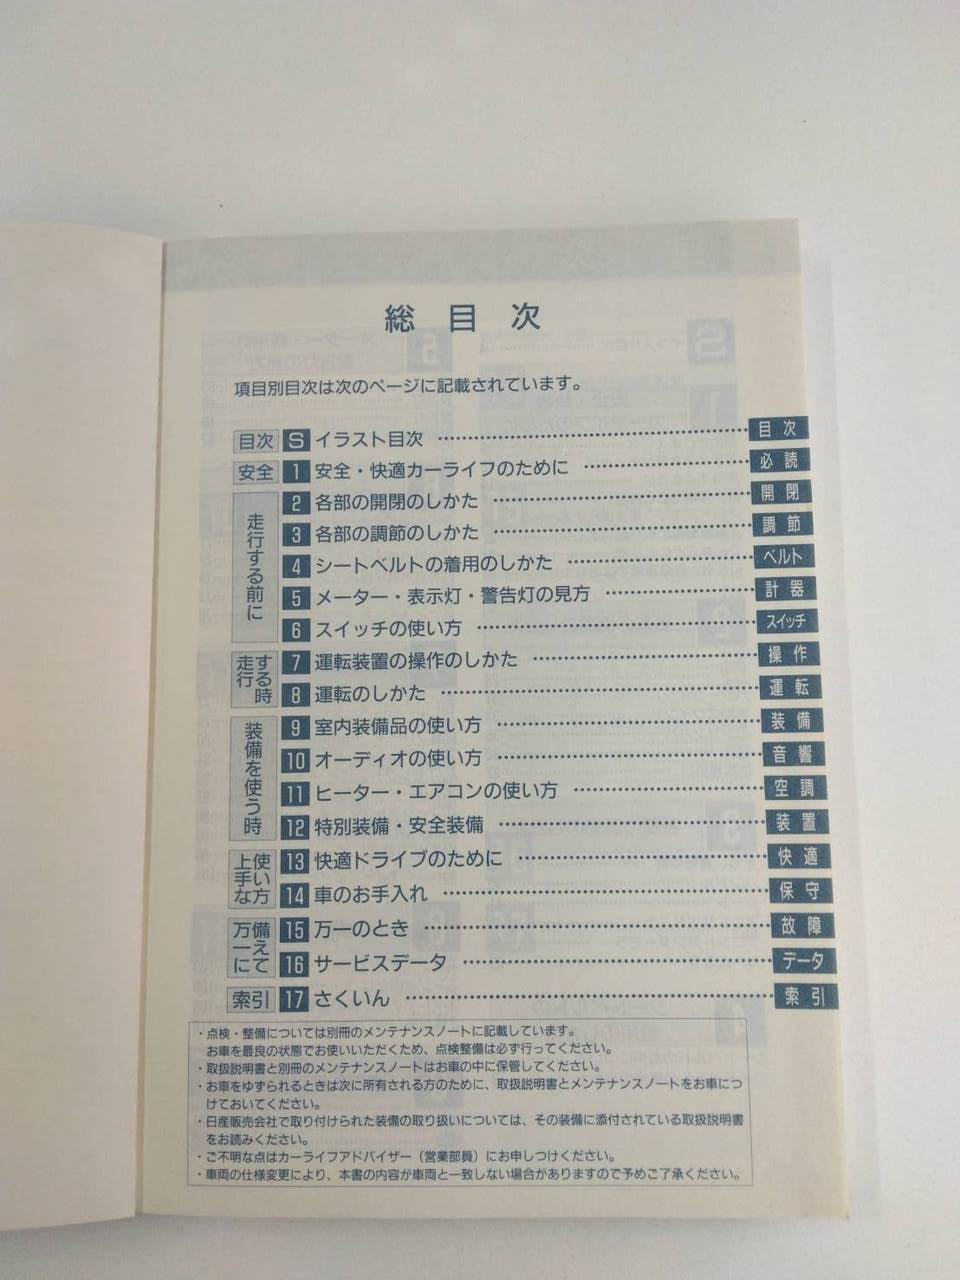 総目次
項目別目次は次のページに記載されています。
目次 S イラスト目次 目次
安全 1 安全・快適カーライフのために 必読
走行する前に
2 各部の開閉のしかた 開閉
3 各部の調節のしかた 調節
4 シートベルトの着用のしかた ベルト
5 メーター・表示灯・警告灯の見方 計器
6 スイッチの使い方 スイッチ
走行する時
7 運転装置の操作のしかた 操作
8 運転のしかた 運転
装備を使う時
9 室内装備品の使い方 装備
10 オーディオの使い方 音響
11 ヒーター・エアコンの使い方 空調
12 特別装備・安全装備 装置
上手な使い方
13 快適ドライブのために 快適
14 車のお手入れ 保守
万一に備えて
15 万一のとき 故障
16 サービスデータ データ
索引 17 さくいん 索引
・点検・整備については別冊のメンテナンスノートに記載しています。
お車を最良の状態でお使いいただくため、点検整備は必ず行ってください。
・取扱説明書と別冊のメンテナンスノートはお車の中に保管してください。
・お車をゆずられるときは次に所有される方のために、取扱説明書とメンテナンスノートをお車につ
けておいてください。
・日産販売会社で取り付けられた装備の取り扱いについては、その装備に添付されている取扱説明書
をお読みください。
・ご不明な点はカーライフアドバイザー（営業部員）にお申しつけください。
・車両の仕様変更により、本書の内容が車両と一致しない場合がありますので予めご了承ください。